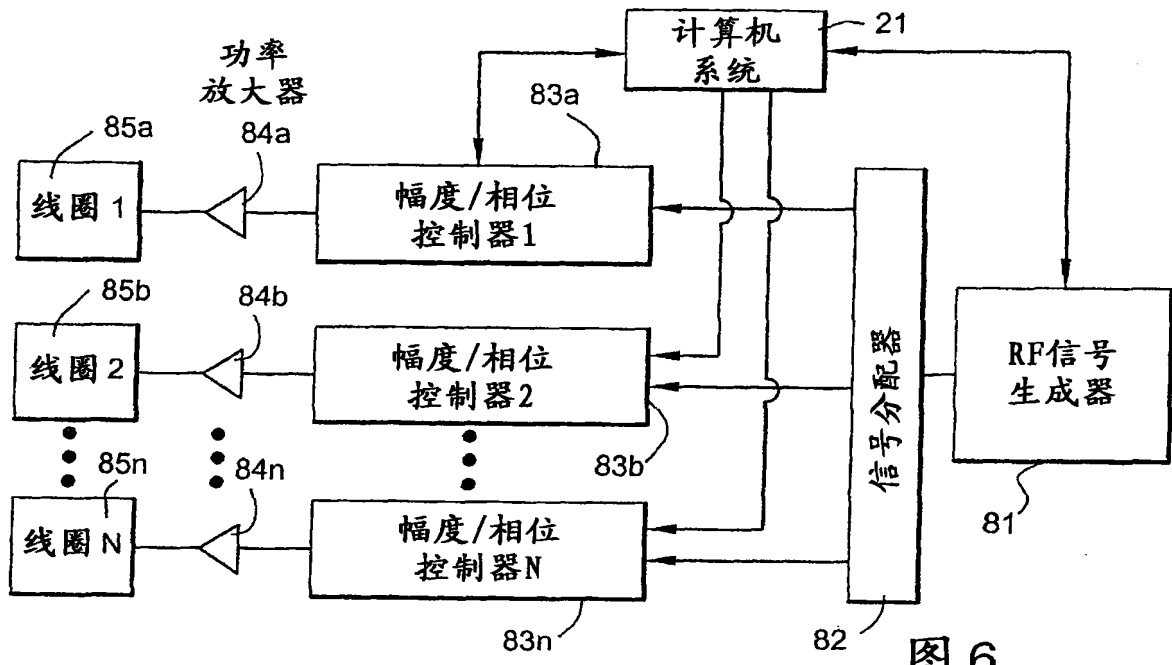 计算机
系统
21
功率
放大器
83a
85a
84a
线圈 1
幅度/相位
控制器1
85b
84b
线圈 2
幅度/相位
控制器2
信号分配器
RF信号
生成器
83b
81
85n
84n
线圈 N
幅度/相位
控制器N
83n
82
图 6